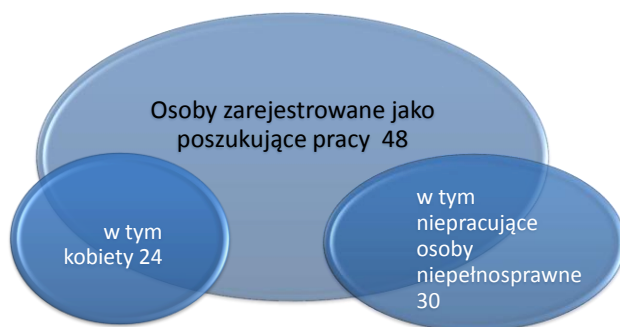 Osoby zarejestrowane jako
poszukujące pracy 48
w tym
kobiety 24
w tym
niepracujące
osoby
niepełnosprawne
30